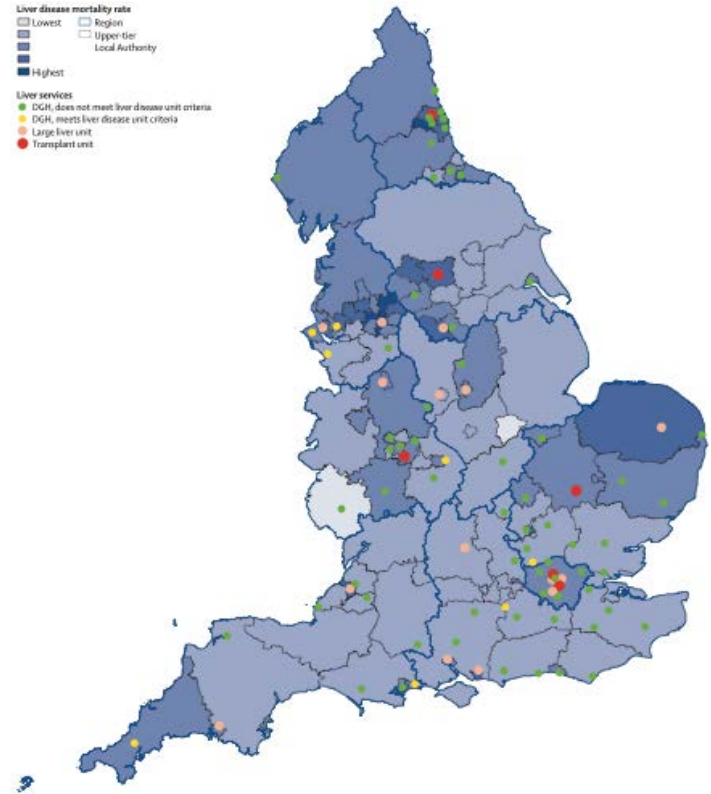 Liver disease mortality rate
Lowest
Region
Upper-tier
Local Authority
Highest
Liver services
DGH, does not meet liver disease unit criteria
DGH, meets liver disease unit criteria
Large liver unit
Transplant unit